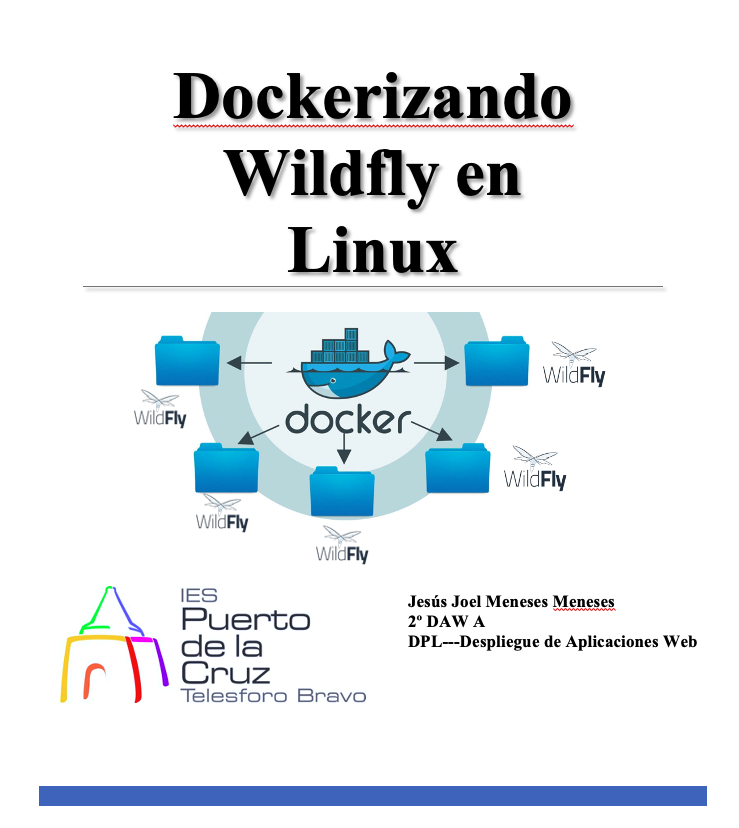 Dockerizando
Wildfly en
Linux
WildFly
WildFly
docker
WildFly
WildFly
WildFly
IES
Puerto
de la
Cruz
Telesforo Bravo
Jesús Joel Meneses Meneses
2º DAW A
DPL---Despliegue de Aplicaciones Web